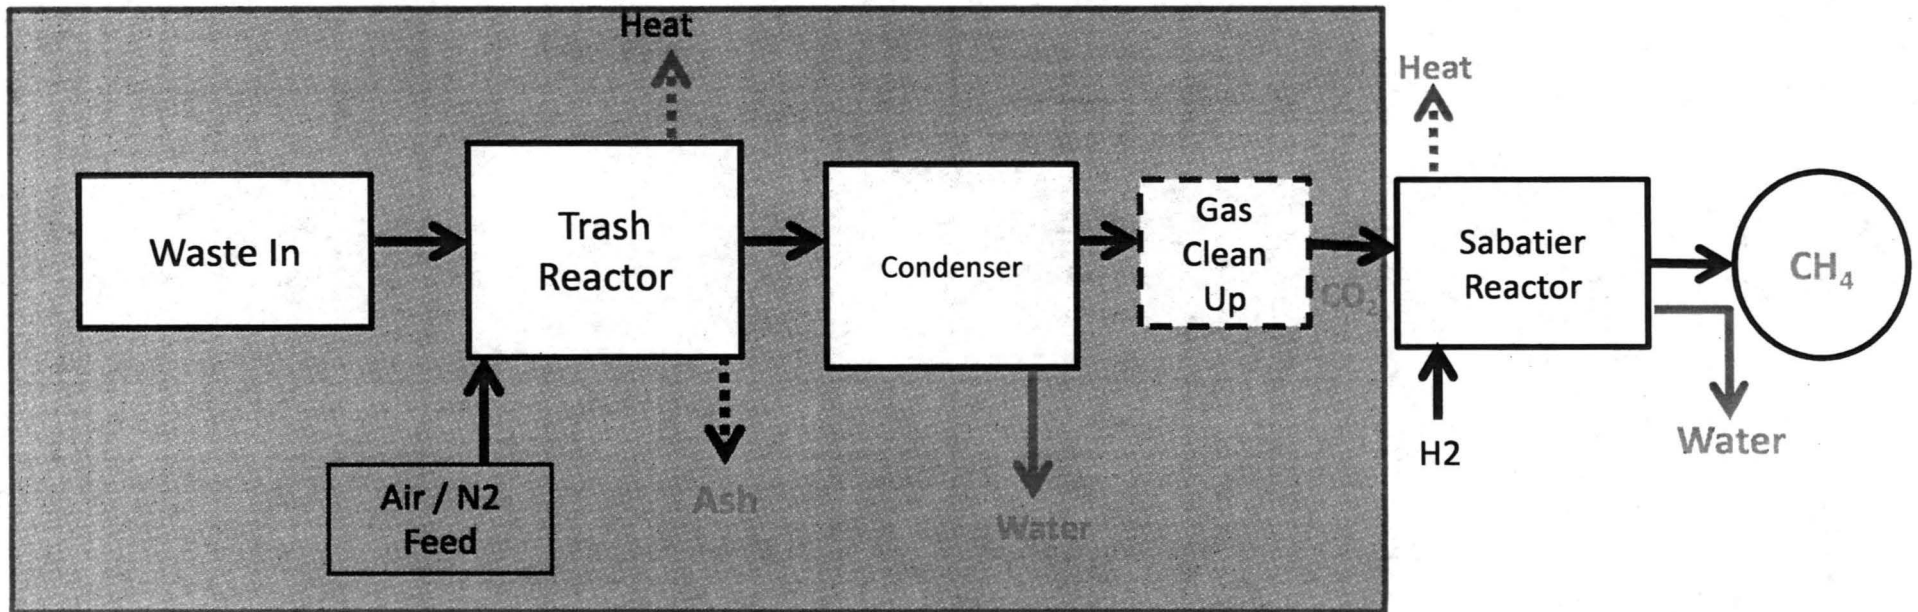 Heat
Heat
Waste In
Trash
Reactor
Condenser
Gas
Clean
Up
CO₂
Sabatier
Reactor
CH₄
Air / N2
Feed
Ash
Water
H2
Water